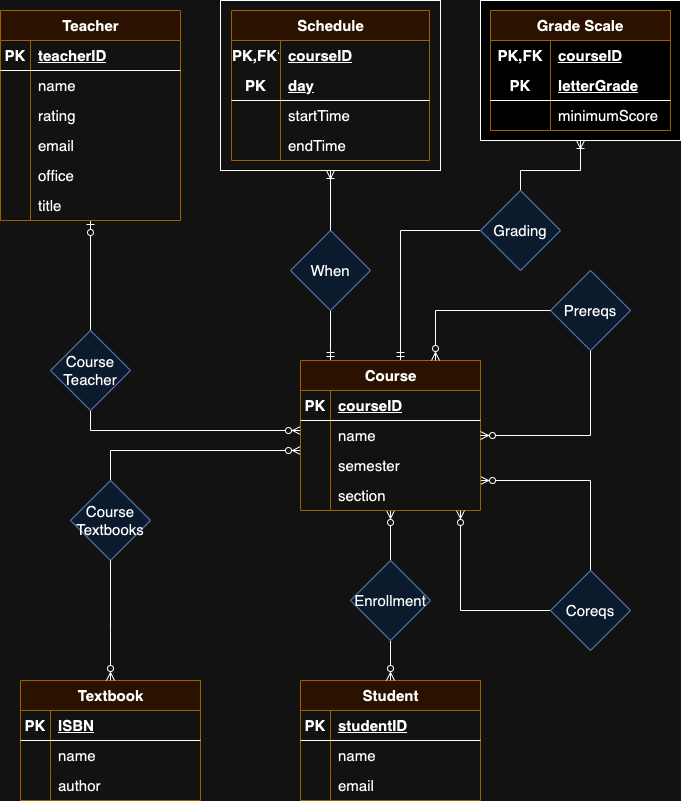 Teacher
PK teacherID
name
rating
email
office
title
Schedule
PK,FK courseID
PK day
startTime
endTime
Grade Scale
PK,FK courseID
PK letterGrade
minimumScore
When
Grading
Prereqs
Course
Teacher
Course
PK courseID
name
semester
section
Course
Textbooks
Enrollment
Coreqs
Textbook
PK ISBN
name
author
Student
PK studentID
name
email